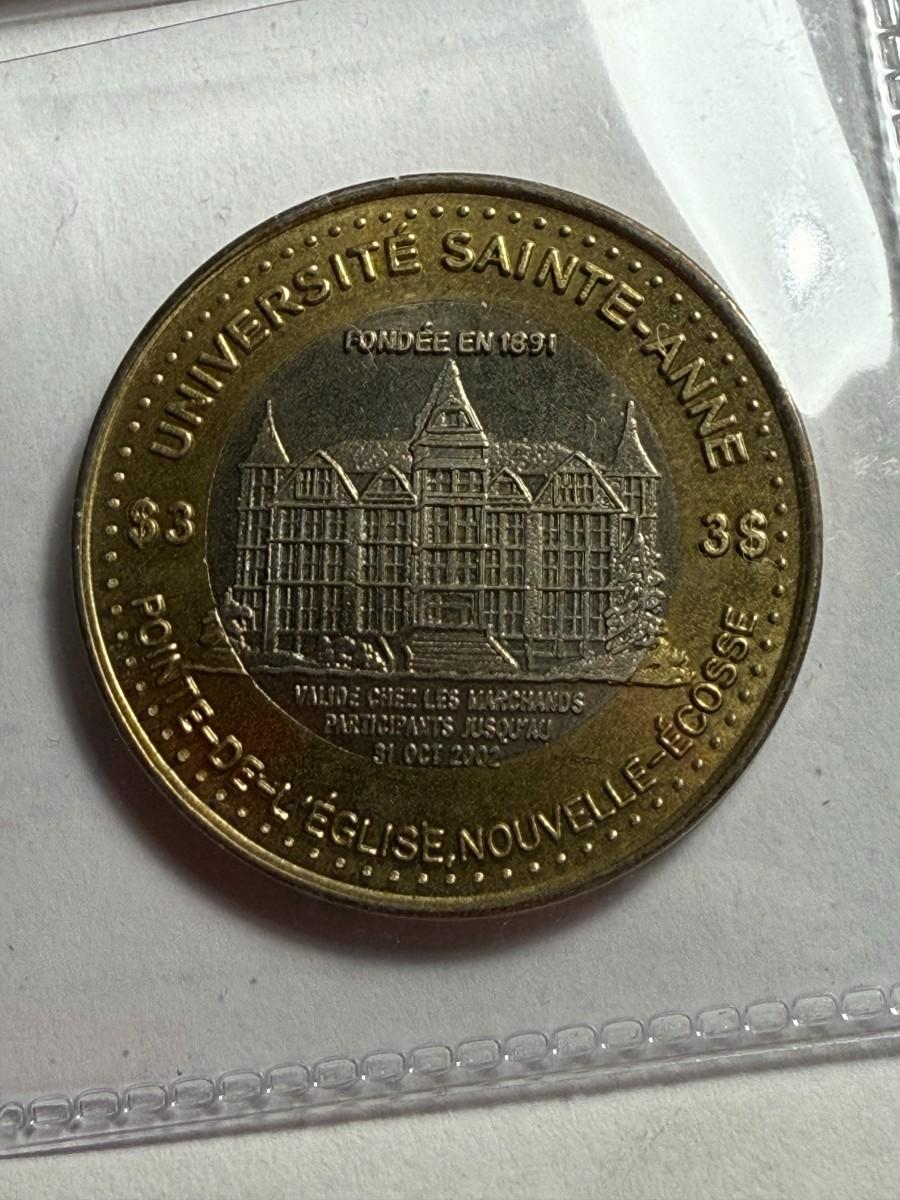 UNIVERSITÉ SAINTE-ANNE
FONDÉE EN 1891
$3
3$
VALIDE CHEZ LES MARCHANDS
PARTICIPANTS JUSQU'AU
31 OCT 2002
POINTE-DE-L'ÉGLISE, NOUVELLE-ÉCOSSE